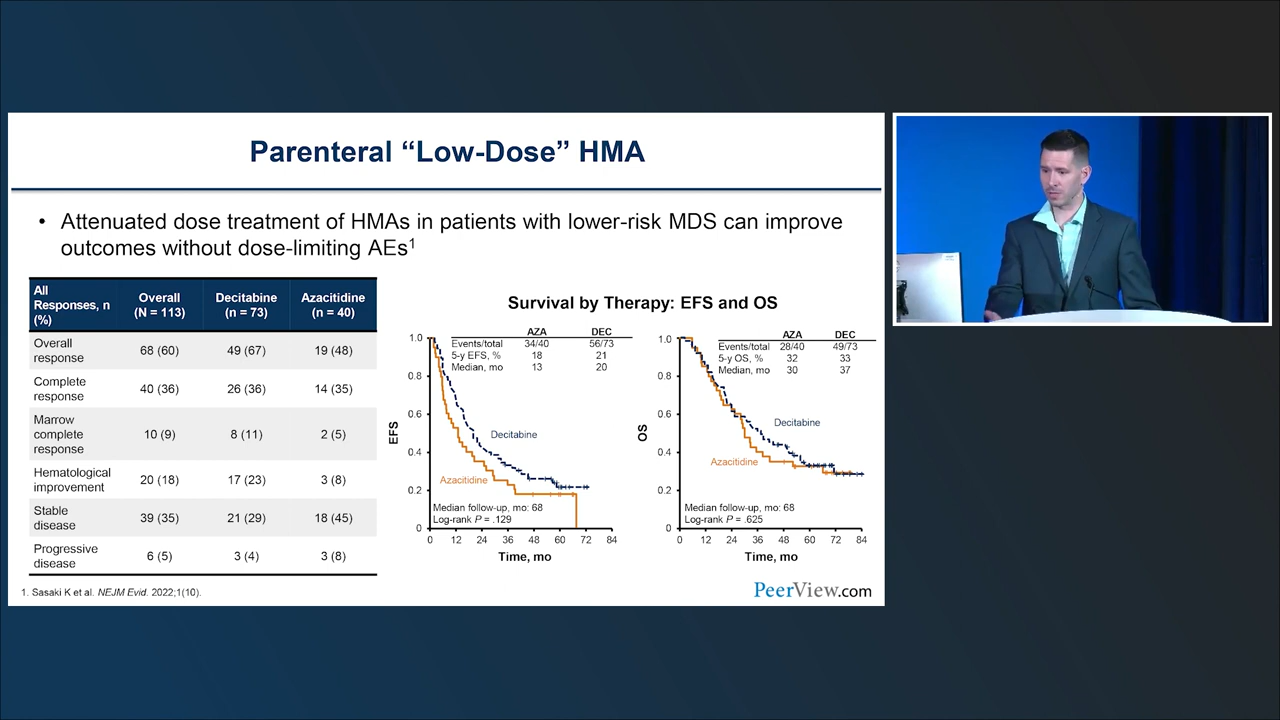 Parenteral “Low-Dose” HMA
• Attenuated dose treatment of HMAs in patients with lower-risk MDS can improve
outcomes without dose-limiting AEs1
All
Responses, n
(%)
Overall
(N = 113)
Decitabine
(n = 73)
Azacitidine
(n = 40)
Overall
response
68 (60)
49 (67)
19 (48)
Complete
response
40 (36)
26 (36)
14 (35)
Marrow
complete
response
10 (9)
8 (11)
2 (5)
Hematological
improvement
20 (18)
17 (23)
3 (8)
Stable
disease
39 (35)
21 (29)
18 (45)
Progressive
disease
6 (5)
3 (4)
3 (8)
Survival by Therapy: EFS and OS
AZA DEC
Events/total 34/40 56/73
5-y EFS, % 18 21
Median, mo 13 20
1.0
0.8
0.6
0.4
0.2
0
EFS
Decitabine
Azacitidine
Median follow-up, mo: 68
Log-rank P = .129
0 12 24 36 48 60 72 84
Time, mo
AZA DEC
Events/total 28/40 49/73
5-y OS, % 32 33
Median, mo 30 37
1.0
0.8
0.6
0.4
0.2
0
OS
Decitabine
Azacitidine
Median follow-up, mo: 68
Log-rank P = .625
0 12 24 36 48 60 72 84
Time, mo
1. Sasaki K et al. NEJM Evid. 2022;1(10).
PeerView.com